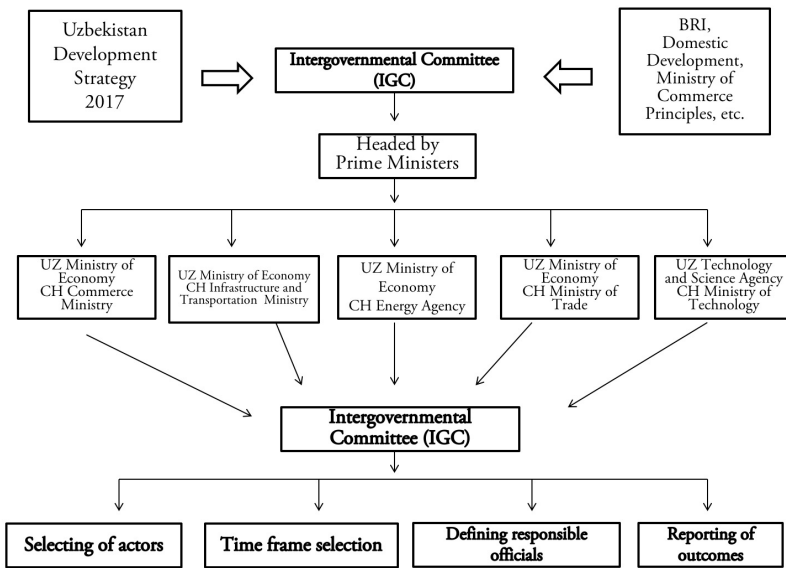 Uzbekistan
Development
Strategy
2017
Intergovernmental Committee
(IGC)
BRI,
Domestic
Development,
Ministry of
Commerce
Principles, etc.
Headed by
Prime Ministers
UZ Ministry of
Economy
CH Commerce
Ministry
UZ Ministry of Economy
CH Infrastructure and
Transportation Ministry
UZ Ministry of
Economy
CH Energy Agency
UZ Ministry of
Economy
CH Ministry of
Trade
UZ Technology
and Science Agency
CH Ministry of
Technology
Intergovernmental
Committee (IGC)
Selecting of actors
Time frame selection
Defining responsible
officials
Reporting of
outcomes